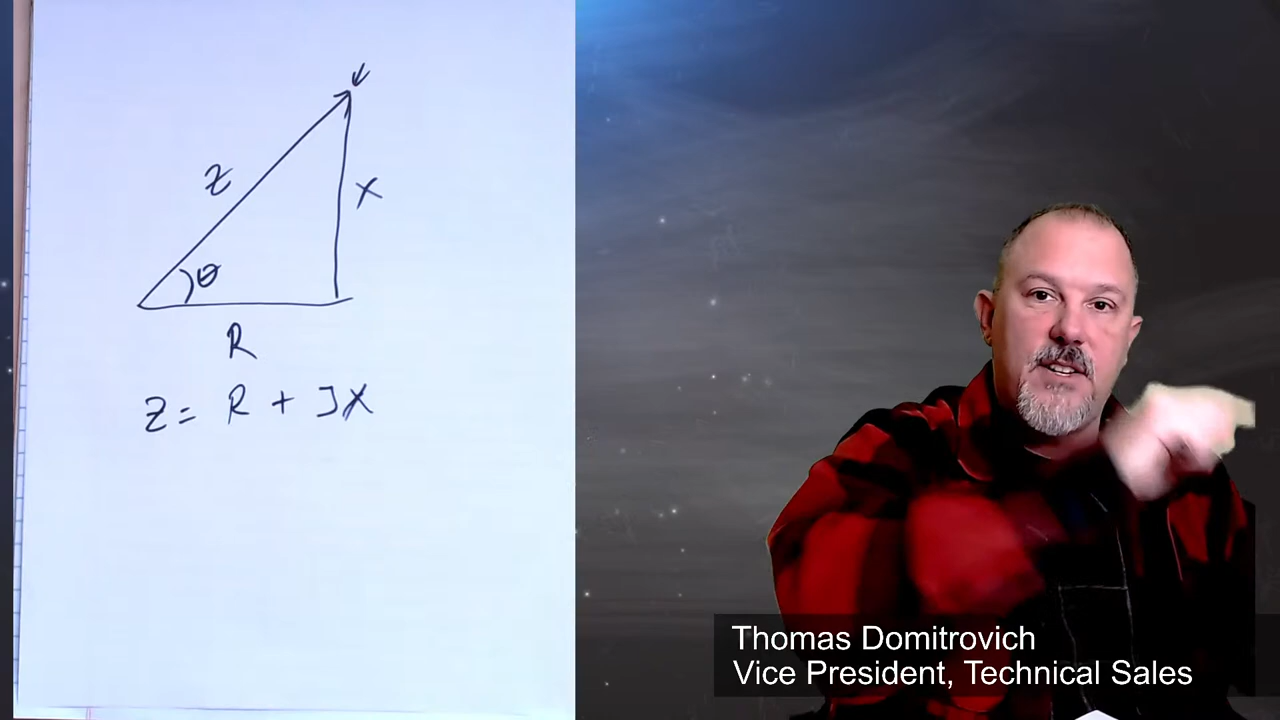 Z
X
θ
R
Z = R + JX
Thomas Domitrovich
Vice President, Technical Sales